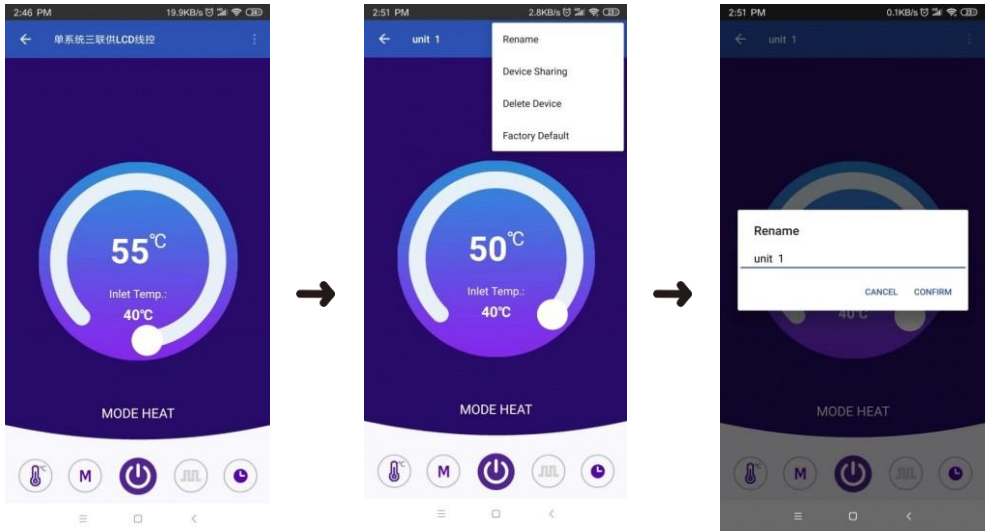 2:46 PM 19.9KB/s
单系统三联供LCD线控
55℃
Inlet Temp.:
40℃
MODE HEAT
℃
M
2:51 PM 2.8KB/s
unit 1
Rename
Device Sharing
Delete Device
Factory Default
50℃
Inlet Temp.:
40℃
MODE HEAT
℃
M
2:51 PM 0.1KB/s
unit 1
Rename
unit 1
CANCEL CONFIRM
40℃
MODE HEAT
℃
M